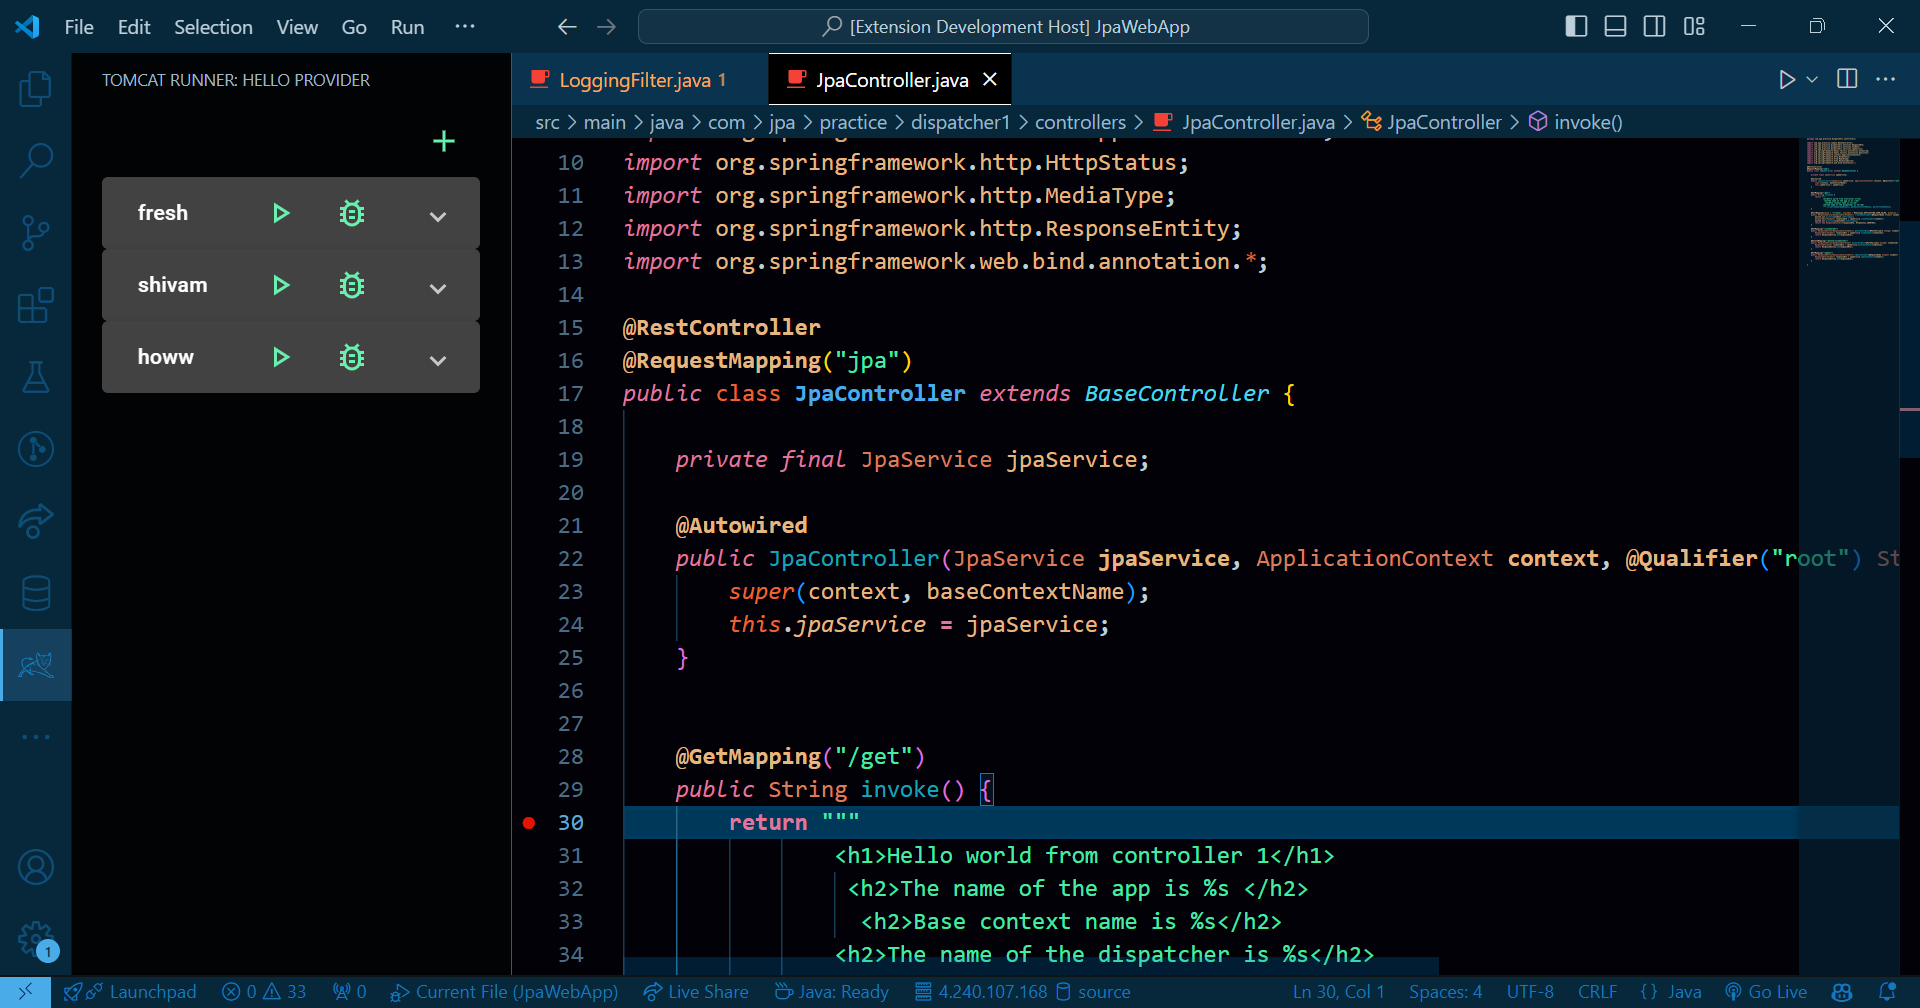 File Edit Selection View Go Run ··· [Extension Development Host] JpaWebApp
TOMCAT RUNNER: HELLO PROVIDER
fresh
shivam
howw
1
LoggingFilter.java 1 JpaController.java
src > main > java > com > jpa > practice > dispatcher1 > controllers > JpaController.java > JpaController > invoke()
10 import org.springframework.http.HttpStatus;
11 import org.springframework.http.MediaType;
12 import org.springframework.http.ResponseEntity;
13 import org.springframework.web.bind.annotation.*;
14
15 @RestController
16 @RequestMapping("jpa")
17 public class JpaController extends BaseController {
18
19 private final JpaService jpaService;
20
21 @Autowired
22 public JpaController(JpaService jpaService, ApplicationContext context, @Qualifier("root") St
23 super(context, baseContextName);
24 this.jpaService = jpaService;
25 }
26
27
28 @GetMapping("/get")
29 public String invoke() {
30 return """
31 <h1>Hello world from controller 1</h1>
32 <h2>The name of the app is %s </h2>
33 <h2>Base context name is %s</h2>
34 <h2>The name of the dispatcher is %s</h2>
Launchpad 0 33 0 Current File (JpaWebApp) Live Share Java: Ready 4.240.107.168 source Ln 30, Col 1 Spaces: 4 UTF-8 CRLF {} Java Go Live